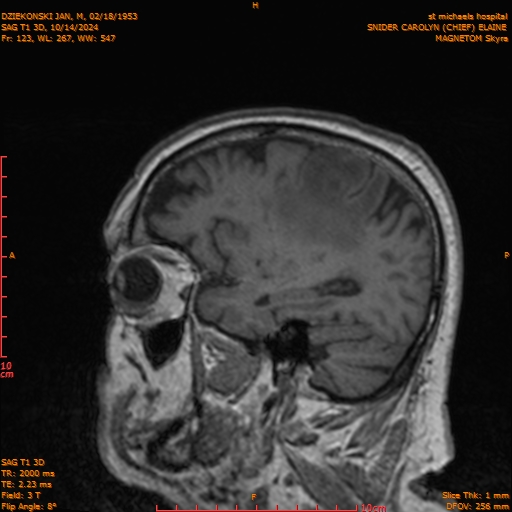 H
DZIEKONSKI JAN, M, 02/18/1953
SAG T1 3D, 10/14/2024
Fr: 123, WL: 267, WW: 547
st michaels hospital
SNIDER CAROLYN (CHIEF) ELAINE
MAGNETOM Skyra
A
P
10
cm
SAG T1 3D
TR: 2000 ms
TE: 2.23 ms
Field: 3 T
Flip Angle: 8°
F
10cm
Slice Thk: 1 mm
DFOV: 256 mm